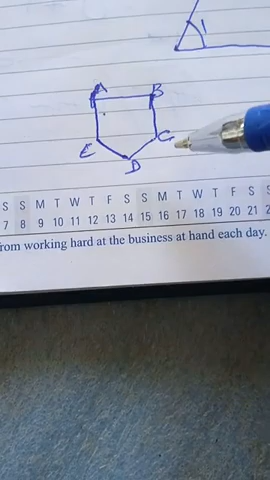 1
A B
E C
D
S S M T W T F S S M T W T F S S
7 8 9 10 11 12 13 14 15 16 17 18 19 20 21
rom working hard at the business at hand each day.